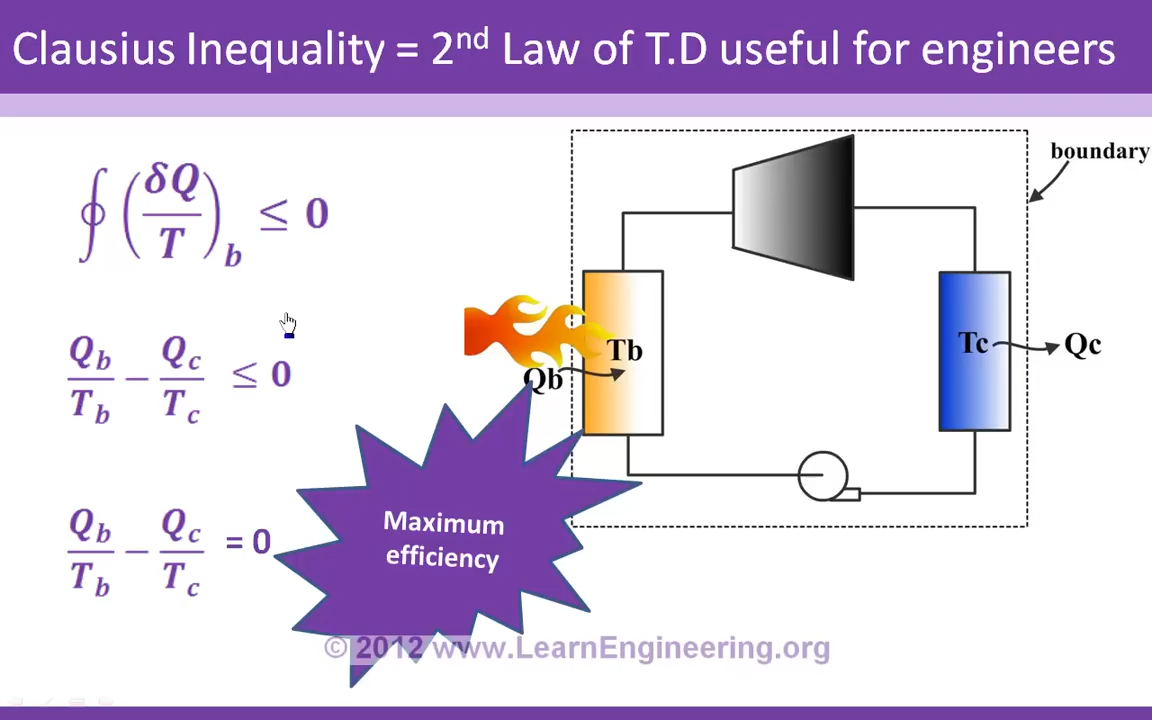 Clausius Inequality = 2nd Law of T.D useful for engineers
∮ (δQ/T)b ≤ 0
Qb/Tb − Qc/Tc ≤ 0
Qb/Tb − Qc/Tc = 0
Maximum
efficiency
boundary
Tb
Qb
Tc
Qc
© 2012 www.LearnEngineering.org